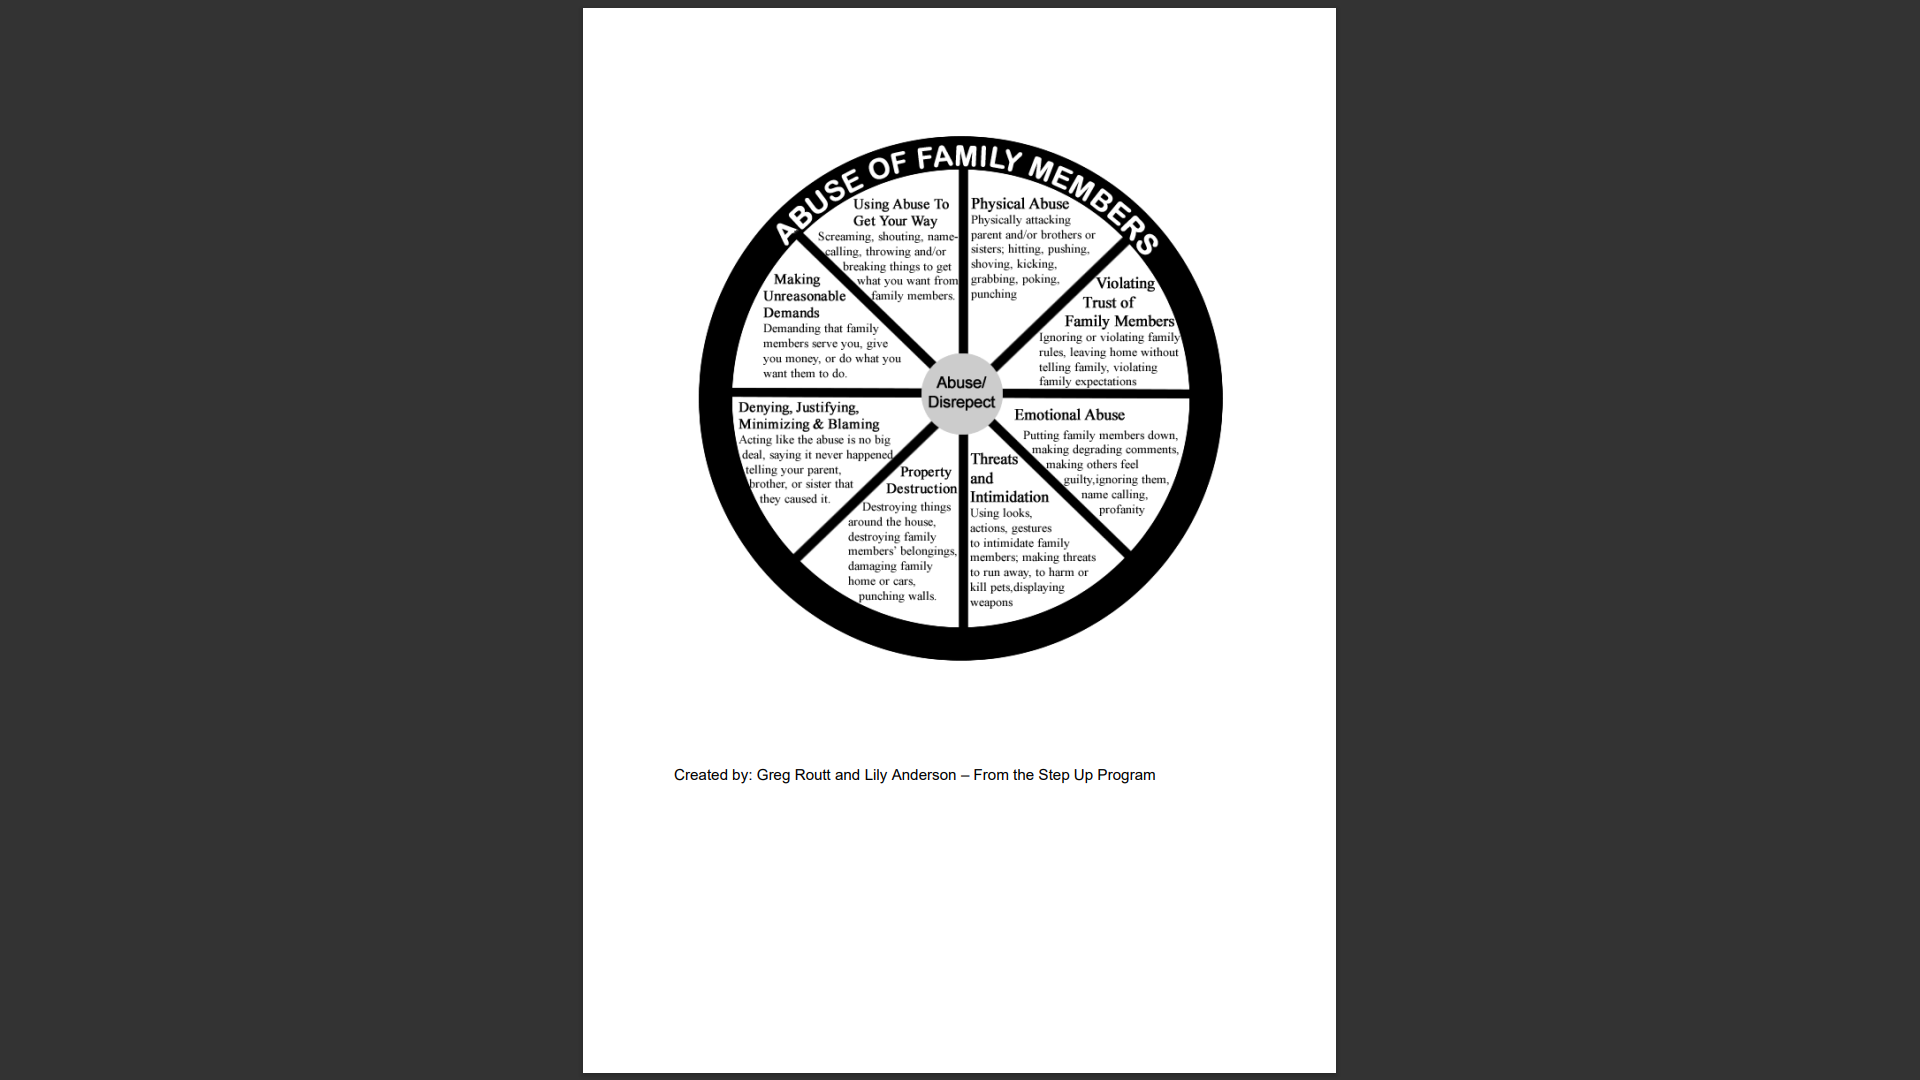 ABUSE OF FAMILY MEMBERS
Using Abuse To
Get Your Way
Screaming, shouting, name-
calling, throwing and/or
breaking things to get
what you want from
family members.
Physical Abuse
Physically attacking
parent and/or brothers or
sisters; hitting, pushing,
shoving, kicking,
grabbing, poking,
punching
Violating
Trust of
Family Members
Ignoring or violating family
rules, leaving home without
telling family, violating
family expectations
Emotional Abuse
Putting family members down,
making degrading comments,
making others feel
guilty,ignoring them,
name calling,
profanity
Threats
and
Intimidation
Using looks,
actions, gestures
to intimidate family
members; making threats
to run away, to harm or
kill pets,displaying
weapons
Property
Destruction
Destroying things
around the house,
destroying family
members' belongings,
damaging family
home or cars,
punching walls.
Denying, Justifying,
Minimizing & Blaming
Acting like the abuse is no big
deal, saying it never happened
telling your parent,
brother, or sister that
they caused it.
Making
Unreasonable
Demands
Demanding that family
members serve you, give
you money, or do what you
want them to do.
Abuse/
Disrepect
Created by: Greg Routt and Lily Anderson – From the Step Up Program